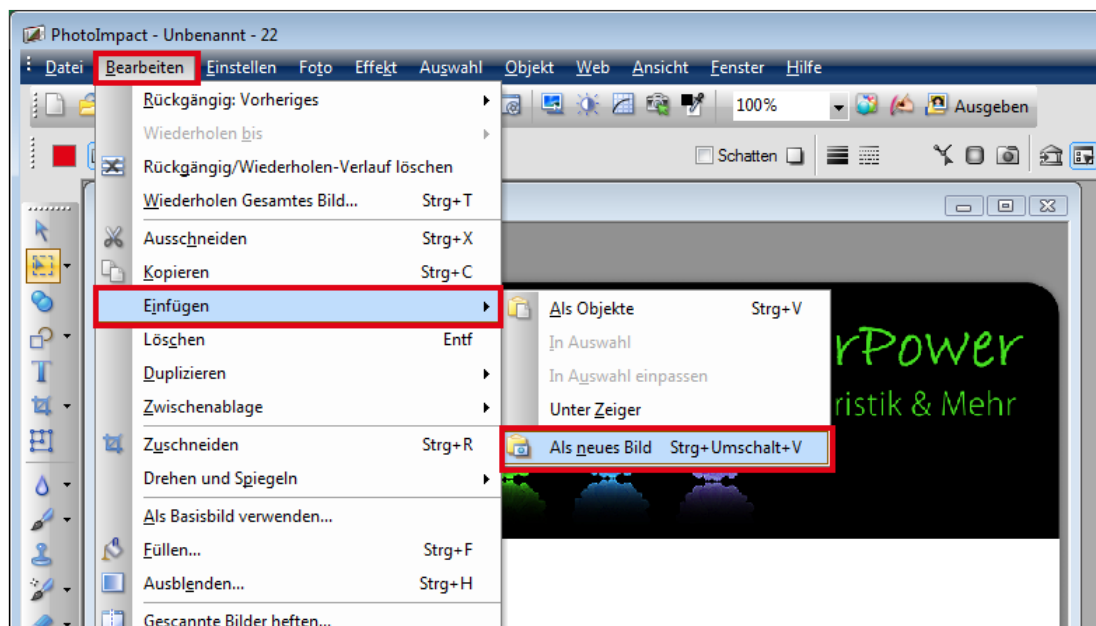 PhotoImpact - Unbenannt - 22
Datei Bearbeiten Einstellen Foto Effekt Auswahl Objekt Web Ansicht Fenster Hilfe
100% Ausgeben
Schatten
Rückgängig: Vorheriges
Wiederholen bis
Rückgängig/Wiederholen-Verlauf löschen
Wiederholen Gesamtes Bild... Strg+T
Ausschneiden Strg+X
Kopieren Strg+C
Einfügen
Löschen Entf
Duplizieren
Zwischenablage
Zuschneiden Strg+R
Drehen und Spiegeln
Als Basisbild verwenden...
Füllen... Strg+F
Ausblenden... Strg+H
Gescannte Bilder heften...
Als Objekte Strg+V
In Auswahl
In Auswahl einpassen
Unter Zeiger
Als neues Bild Strg+Umschalt+V
rPower
ristik & Mehr